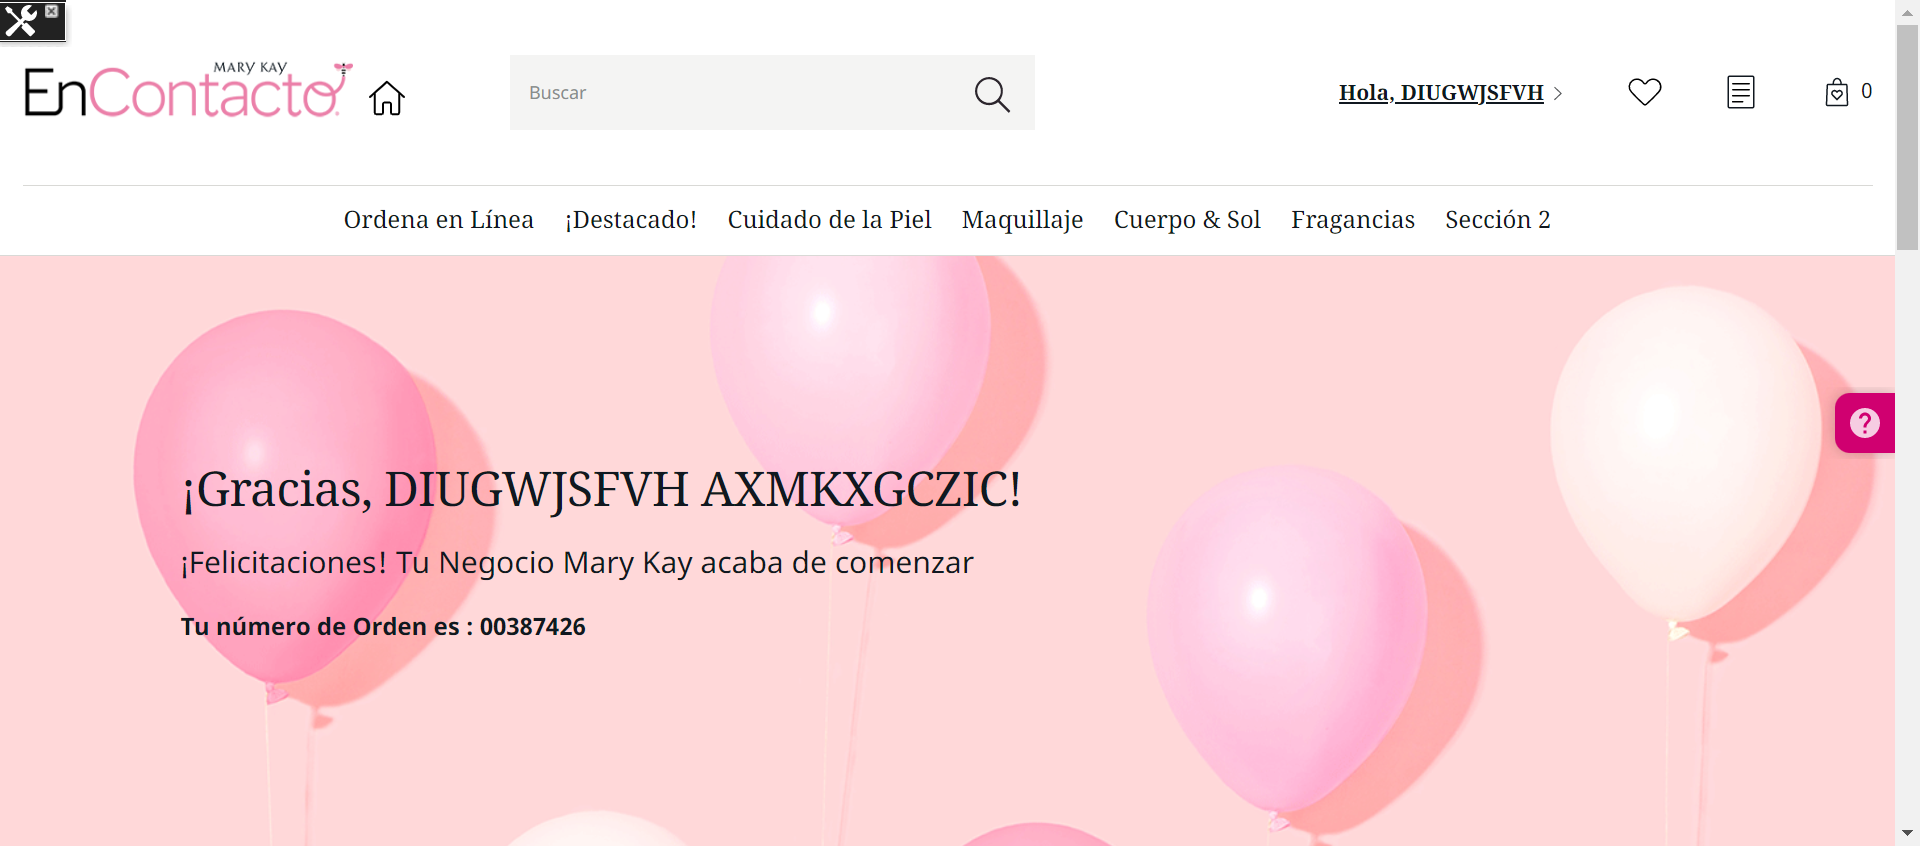 MARY KAY
EnContacto
Buscar
Hola, DIUGWJSFVH
0
Ordena en Línea
¡Destacado!
Cuidado de la Piel
Maquillaje
Cuerpo & Sol
Fragancias
Sección 2
¡Gracias, DIUGWJSFVH AXMKXGCZIC!
¡Felicitaciones! Tu Negocio Mary Kay acaba de comenzar
Tu número de Orden es : 00387426
?